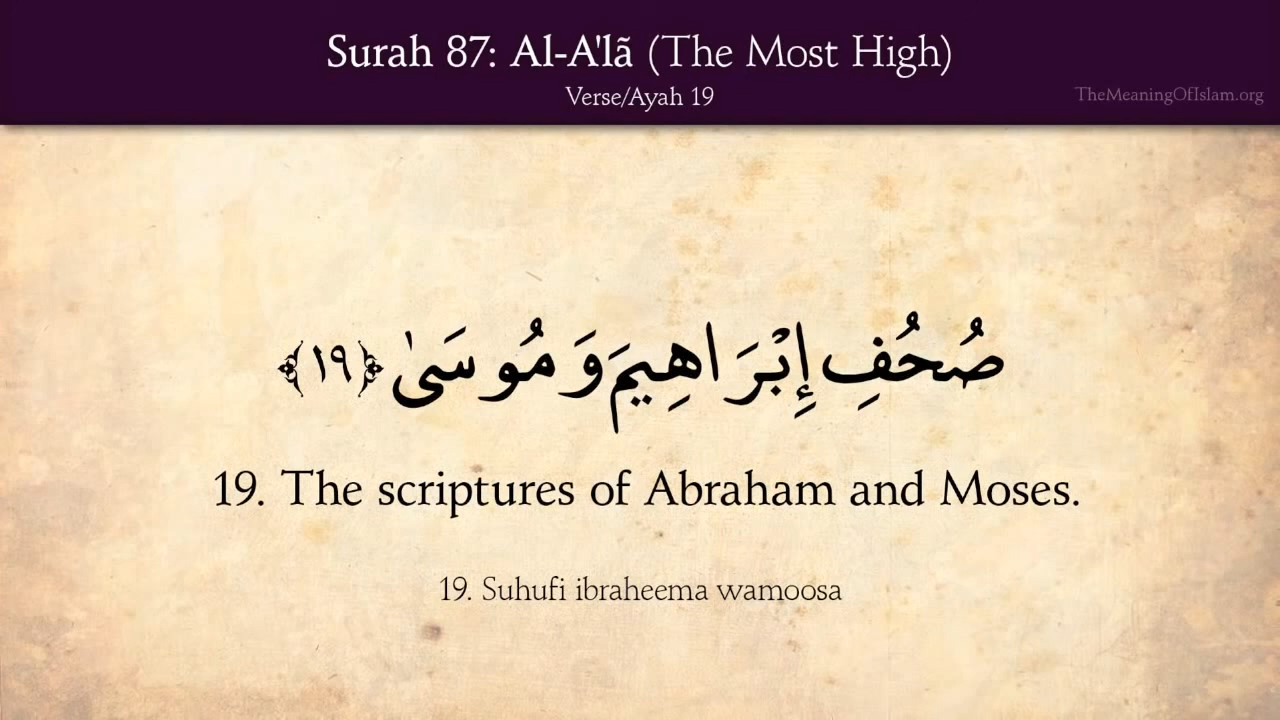 Surah 87: Al-A'lã (The Most High)
Verse/Ayah 19
TheMeaningOfIslam.org
صُحُفِ إِبْرَاهِيمَ وَمُوسَىٰ ﴿١٩﴾
19. The scriptures of Abraham and Moses.
19. Suhufi ibraheema wamoosa